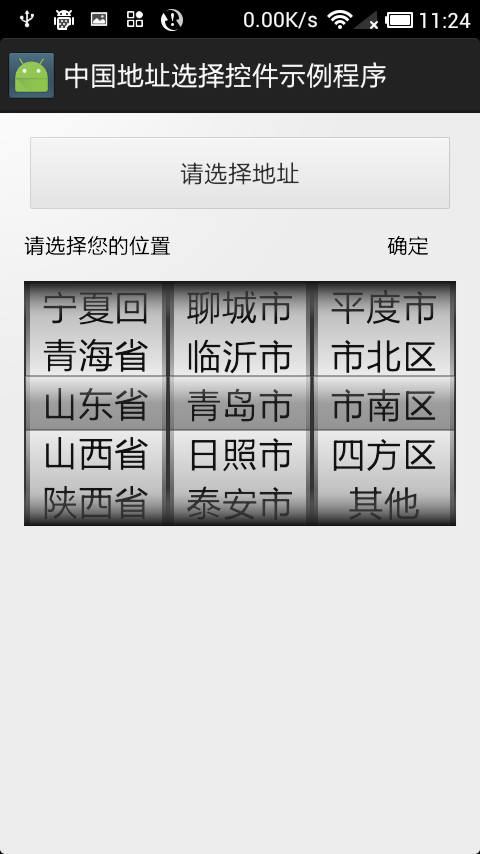 0.00K/s 11:24
中国地址选择控件示例程序
请选择地址
请选择您的位置 确定
宁夏回 聊城市 平度市
青海省 临沂市 市北区
山东省 青岛市 市南区
山西省 日照市 四方区
陕西省 泰安市 其他